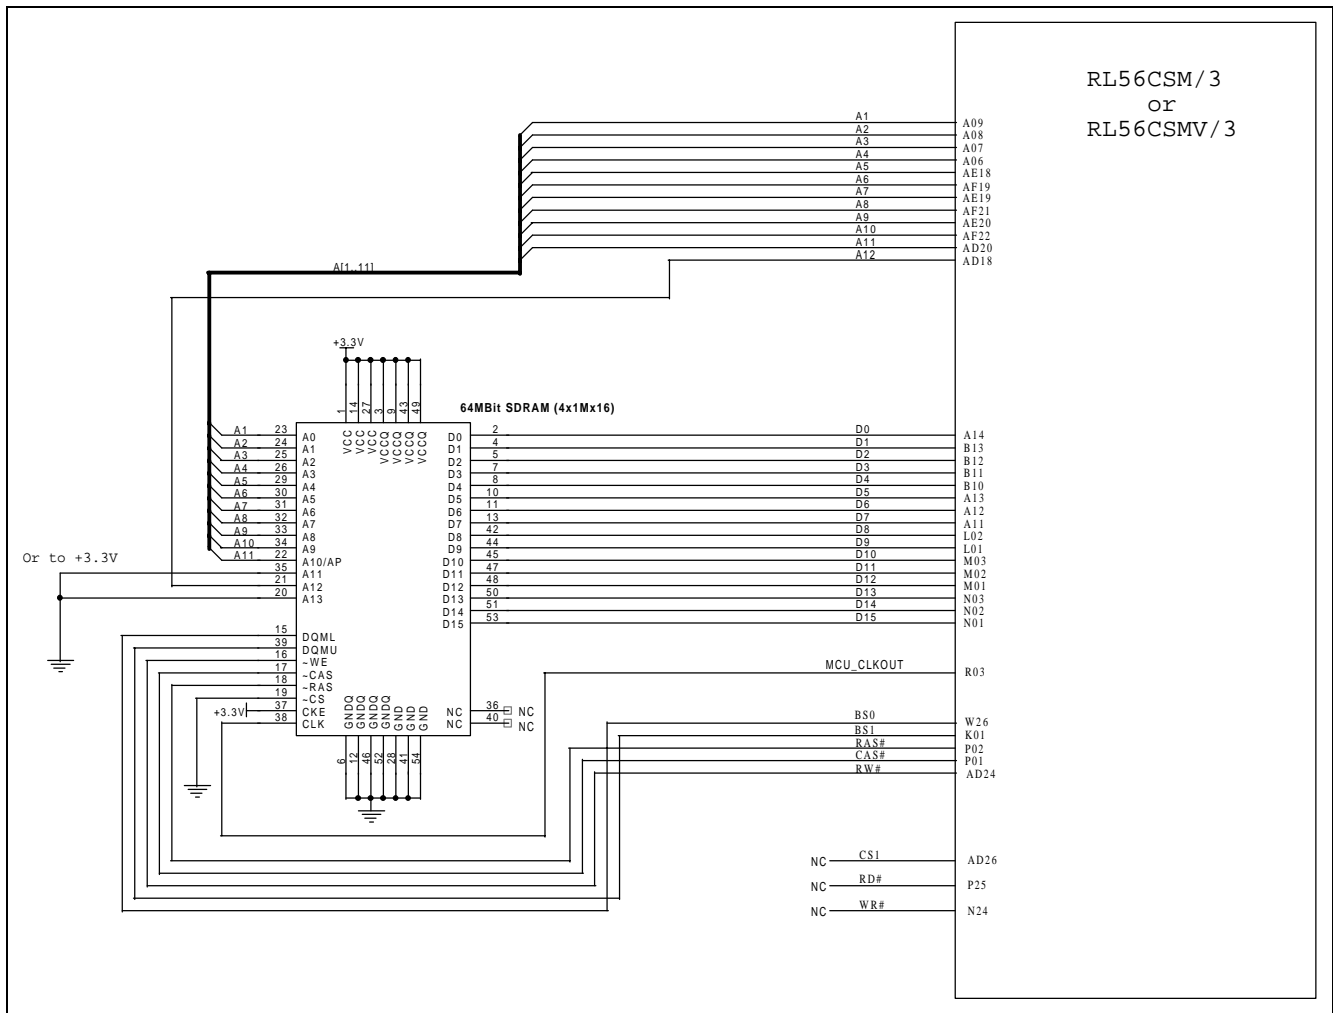 RL56CSM/3
or
RL56CSMV/3
A1 A09
A2 A08
A3 A07
A4 A06
A5 AE18
A6 AF19
A7 AE19
A8 AF21
A9 AE20
A10 AF22
A11 AD20
A12 AD18
A[1..11]
+3.3V
64MBit SDRAM (4x1Mx16)
1 14 27 3 9 43 49
VCC VCC VCC VCCQ VCCQ VCCQ VCCQ
A1 23 A0 D0 2 D0 A14
A2 24 A1 D1 4 D1 B13
A3 25 A2 D2 5 D2 B12
A4 26 A3 D3 7 D3 B11
A5 29 A4 D4 8 D4 B10
A6 30 A5 D5 10 D5 A13
A7 31 A6 D6 11 D6 A12
A8 32 A7 D7 13 D7 A11
A9 33 A8 D8 42 D8 L02
A10 34 A9 D9 44 D9 L01
A11 22 A10/AP D10 45 D10 M03
Or to +3.3V
35 A11 D11 47 D11 M02
21 A12 D12 48 D12 M01
20 A13 D13 50 D13 N03
D14 51 D14 N02
D15 53 D15 N01
15 DQML
39 DQMU
16 ~WE
17 ~CAS
18 ~RAS
19 ~CS
+3.3V 37 CKE NC 36 NC
38 CLK NC 40 NC
GNDQ GNDQ GNDQ GNDQ GND GND GND
6 12 46 52 28 41 54
MCU_CLKOUT R03
BS0 W26
BS1 K01
RAS# P02
CAS# P01
RW# AD24
NC CS1 AD26
NC RD# P25
NC WR# N24